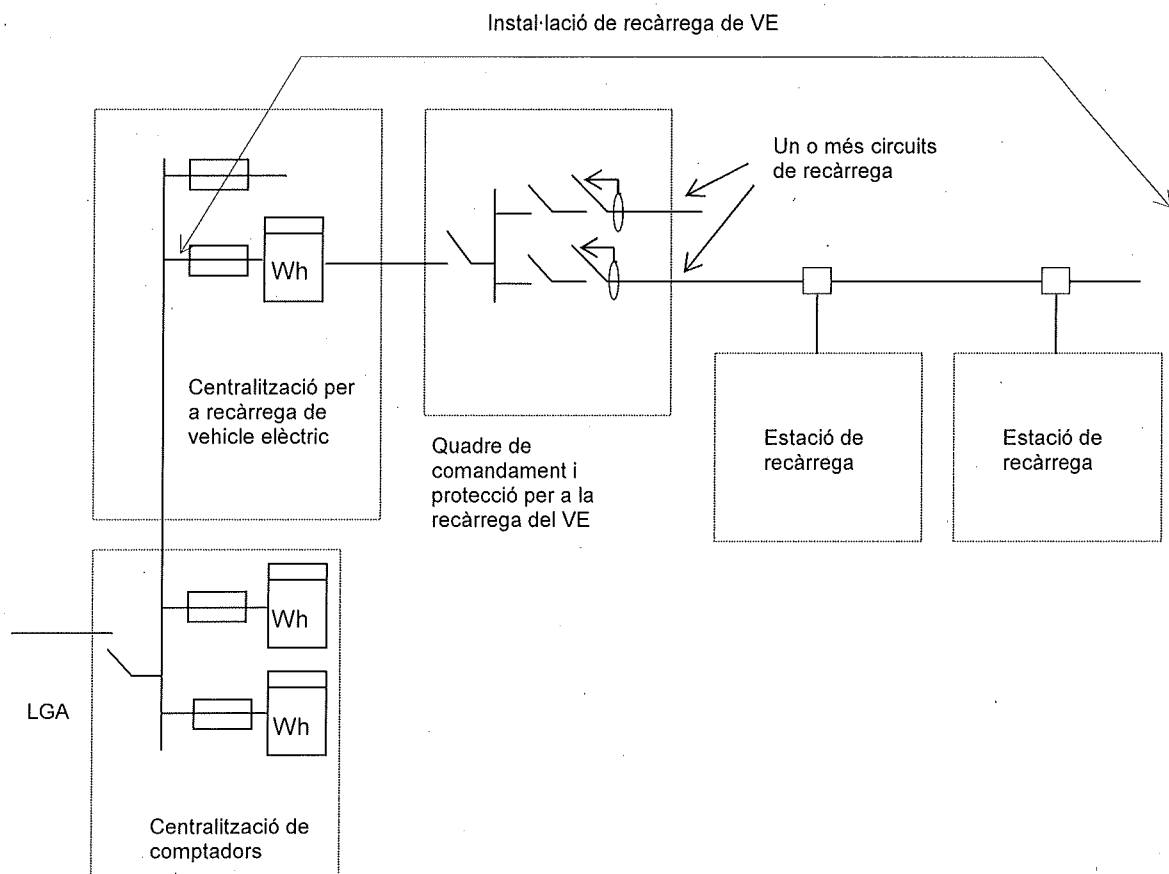 Instal·lació de recàrrega de VE
Un o més circuits
de recàrrega
Wh
Centralització per
a recàrrega de
vehicle elèctric
Quadre de
comandament i
protecció per a la
recàrrega del VE
Estació de
recàrrega
Estació de
recàrrega
Wh
LGA
Wh
Centralització de
comptadors